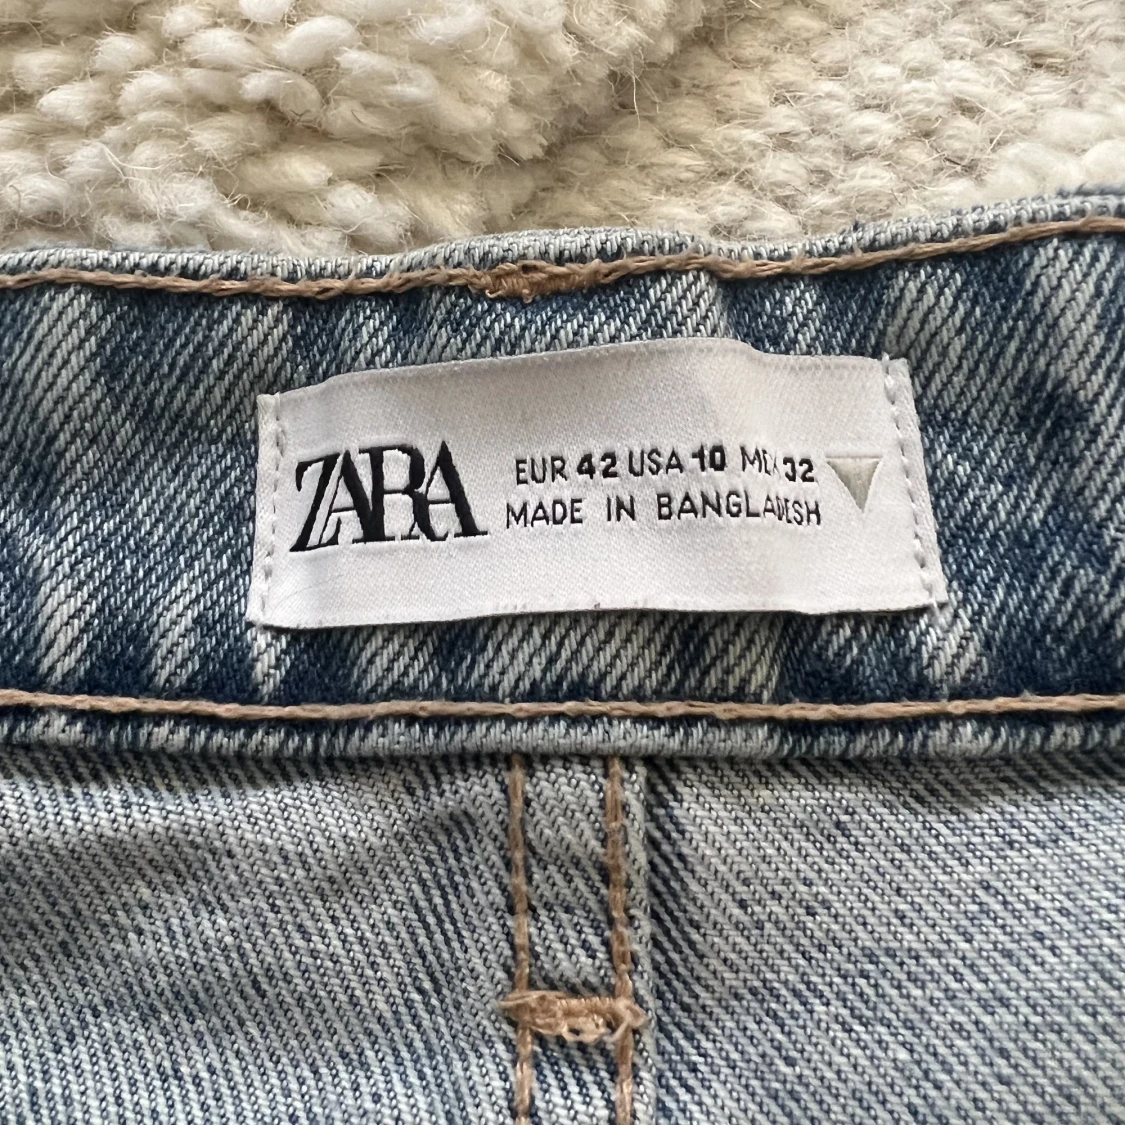 ZARA
EUR 42 USA 10 MEX 32
MADE IN BANGLADESH